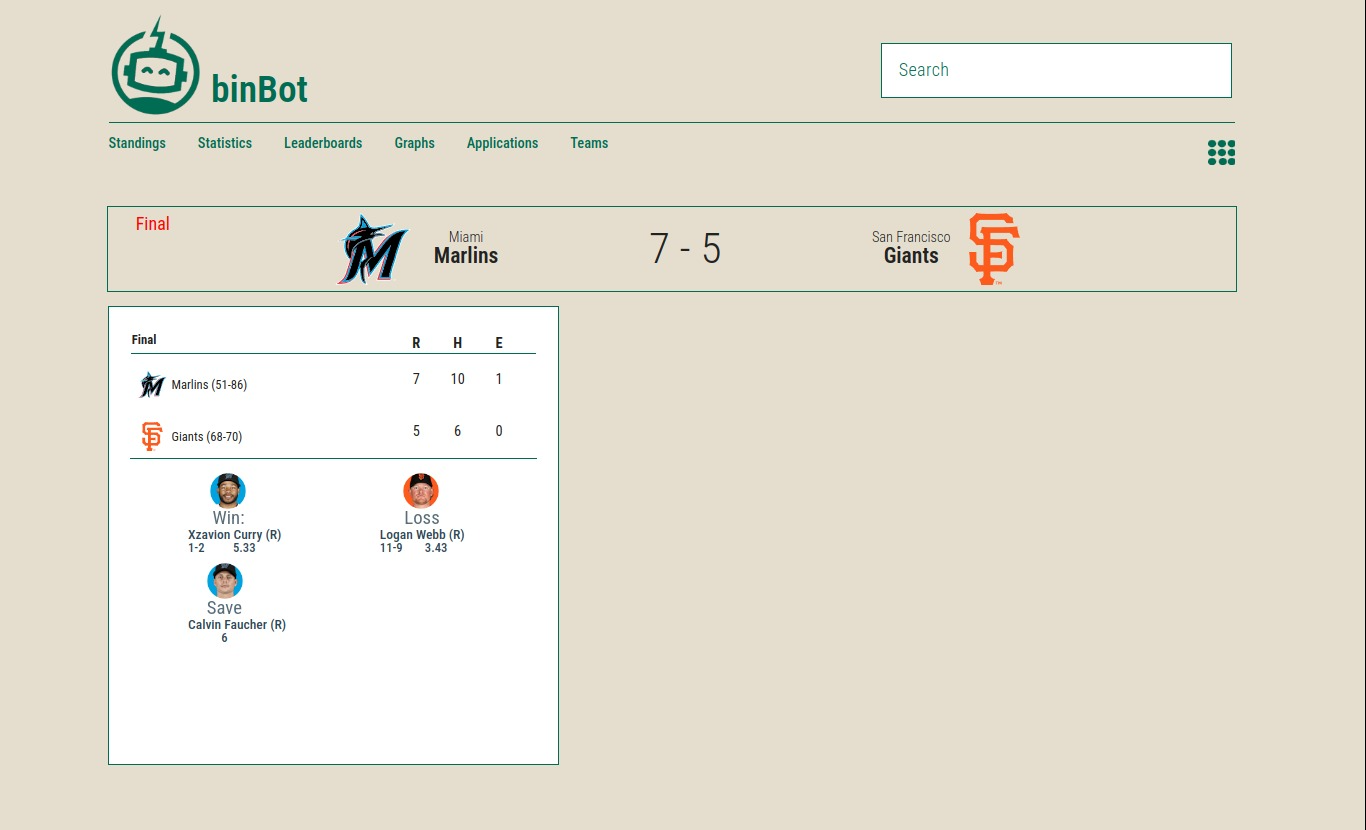 binBot
Search
Standings Statistics Leaderboards Graphs Applications Teams
Final
Miami
Marlins
7 - 5
San Francisco
Giants
Final R H E
Marlins (51-86) 7 10 1
Giants (68-70) 5 6 0
Win: Loss
Xzavion Curry (R) Logan Webb (R)
1-2 5.33 11-9 3.43
Save
Calvin Faucher (R)
6